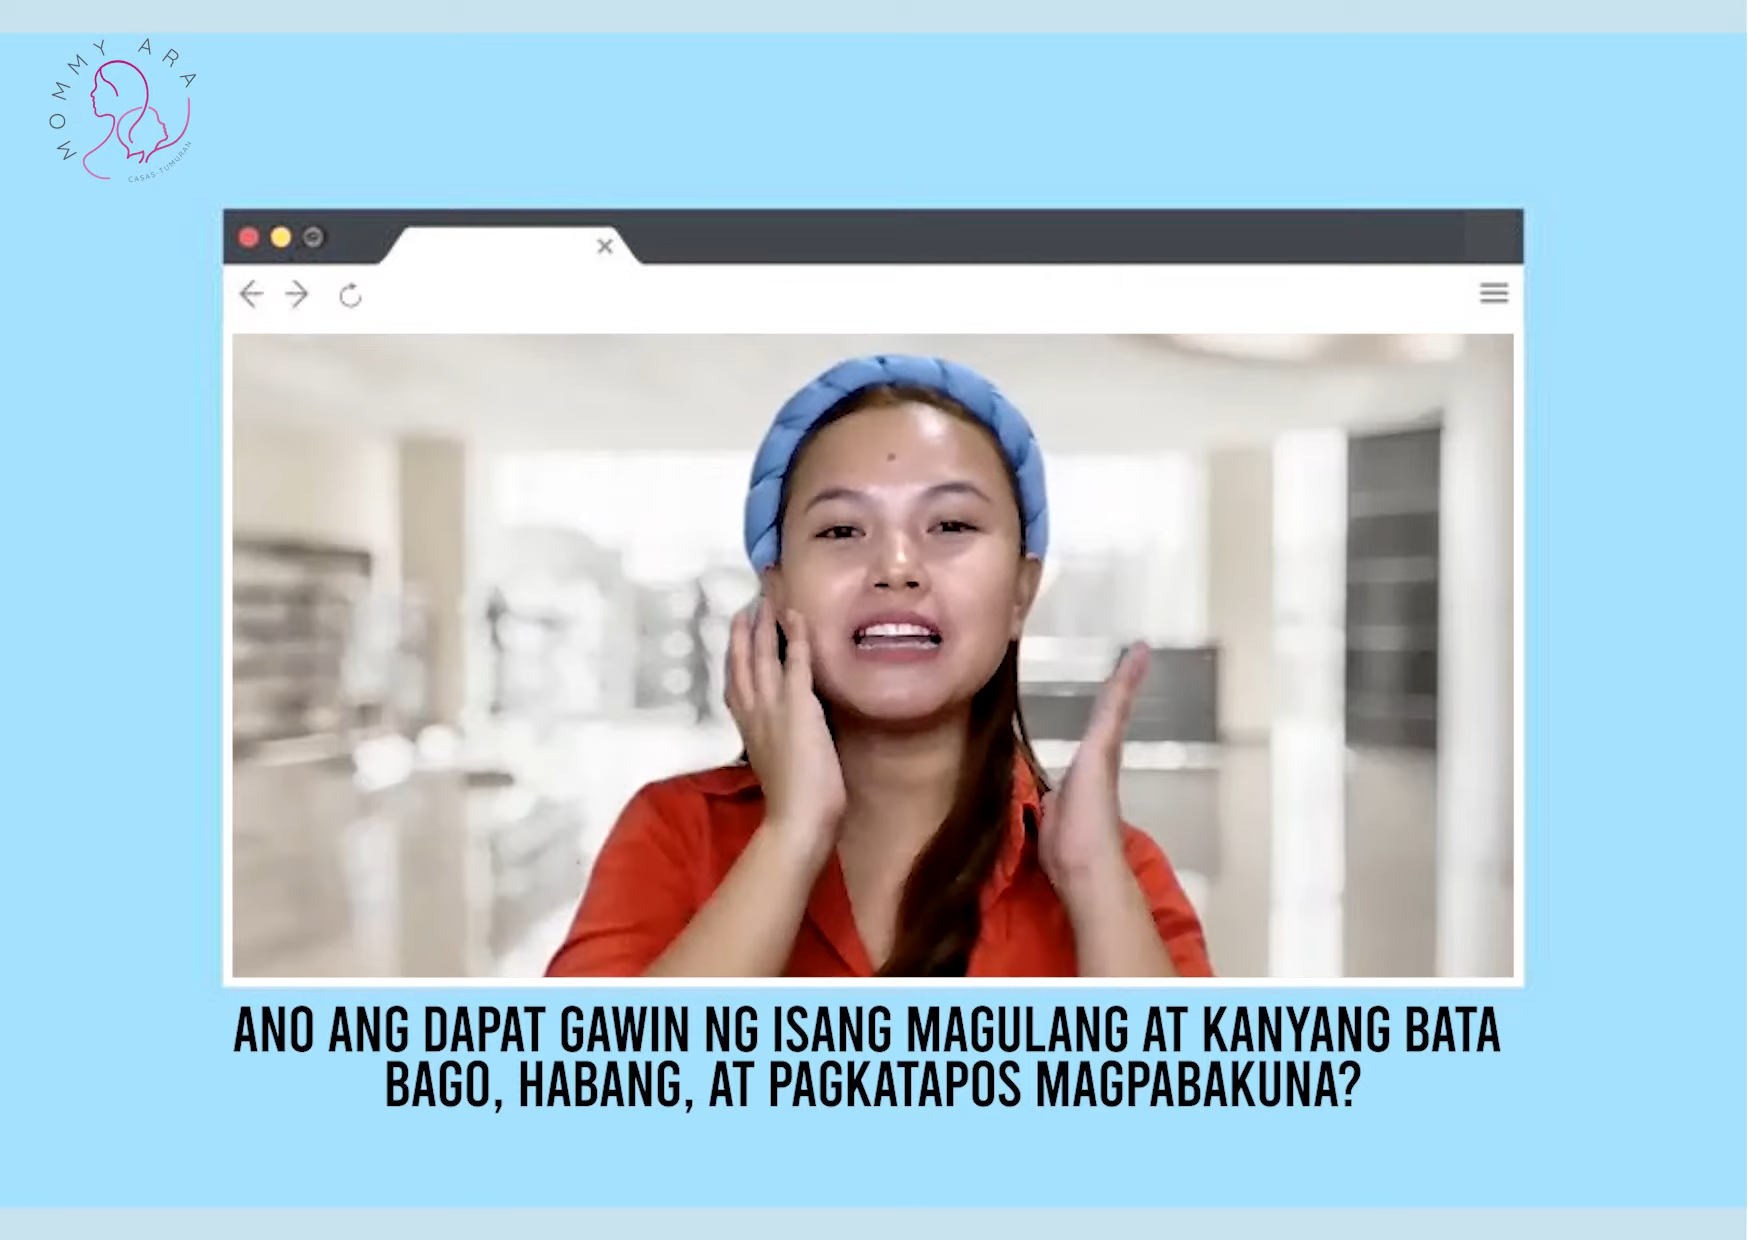 MOMMY ARA
CASAS-TUMURAN
ANO ANG DAPAT GAWIN NG ISANG MAGULANG AT KANYANG BATA
BAGO, HABANG, AT PAGKATAPOS MAGPABAKUNA?